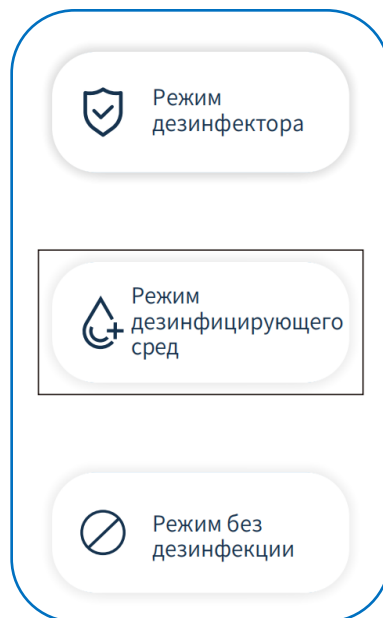 Режим
дезинфектора
Режим
дезинфицирующего
сред
Режим без
дезинфекции